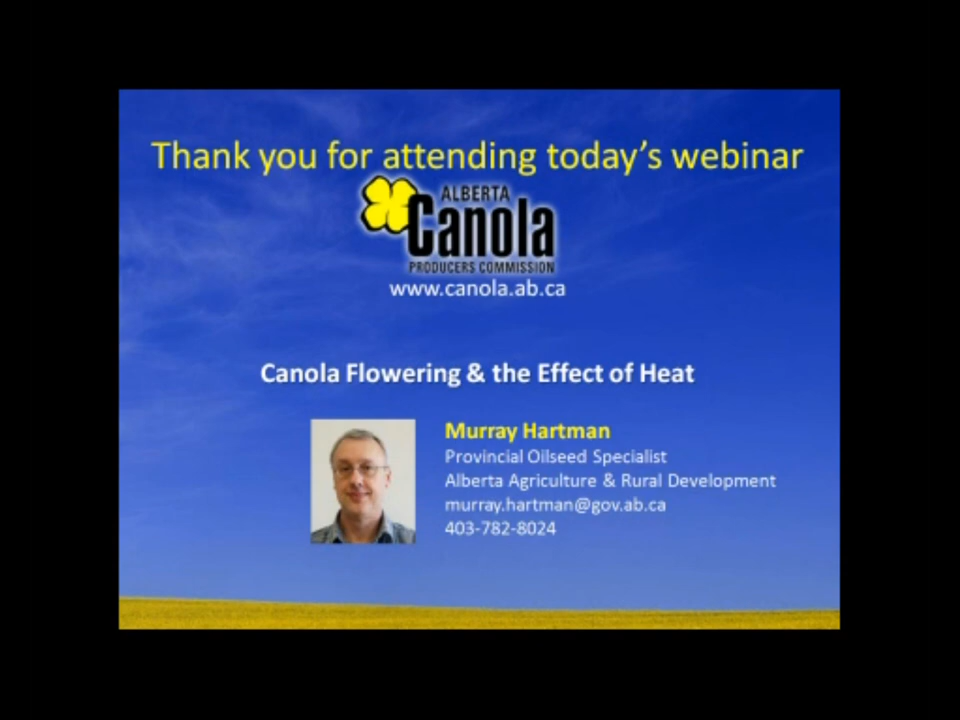 Thank you for attending today's webinar
ALBERTA
Canola
PRODUCERS COMMISSION
www.canola.ab.ca
Canola Flowering & the Effect of Heat
Murray Hartman
Provincial Oilseed Specialist
Alberta Agriculture & Rural Development
murray.hartman@gov.ab.ca
403-782-8024